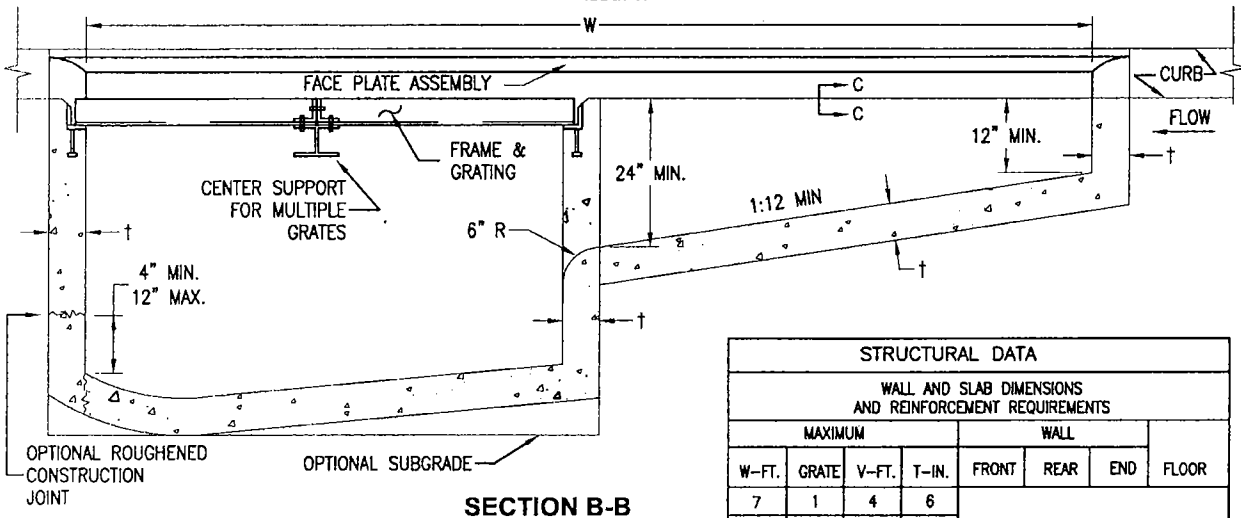 W
FACE PLATE ASSEMBLY
CURB
C
C
FLOW
12" MIN.
†
FRAME &
GRATING
24" MIN.
CENTER SUPPORT
FOR MULTIPLE
GRATES
1:12 MIN
6" R
†
†
4" MIN.
12" MAX.
†
OPTIONAL ROUGHENED
CONSTRUCTION
JOINT
OPTIONAL SUBGRADE
SECTION B-B
STRUCTURAL DATA
WALL AND SLAB DIMENSIONS
AND REINFORCEMENT REQUIREMENTS
MAXIMUM WALL
W-FT. GRATE V-FT. T-IN. FRONT REAR END FLOOR
7 1 4 6